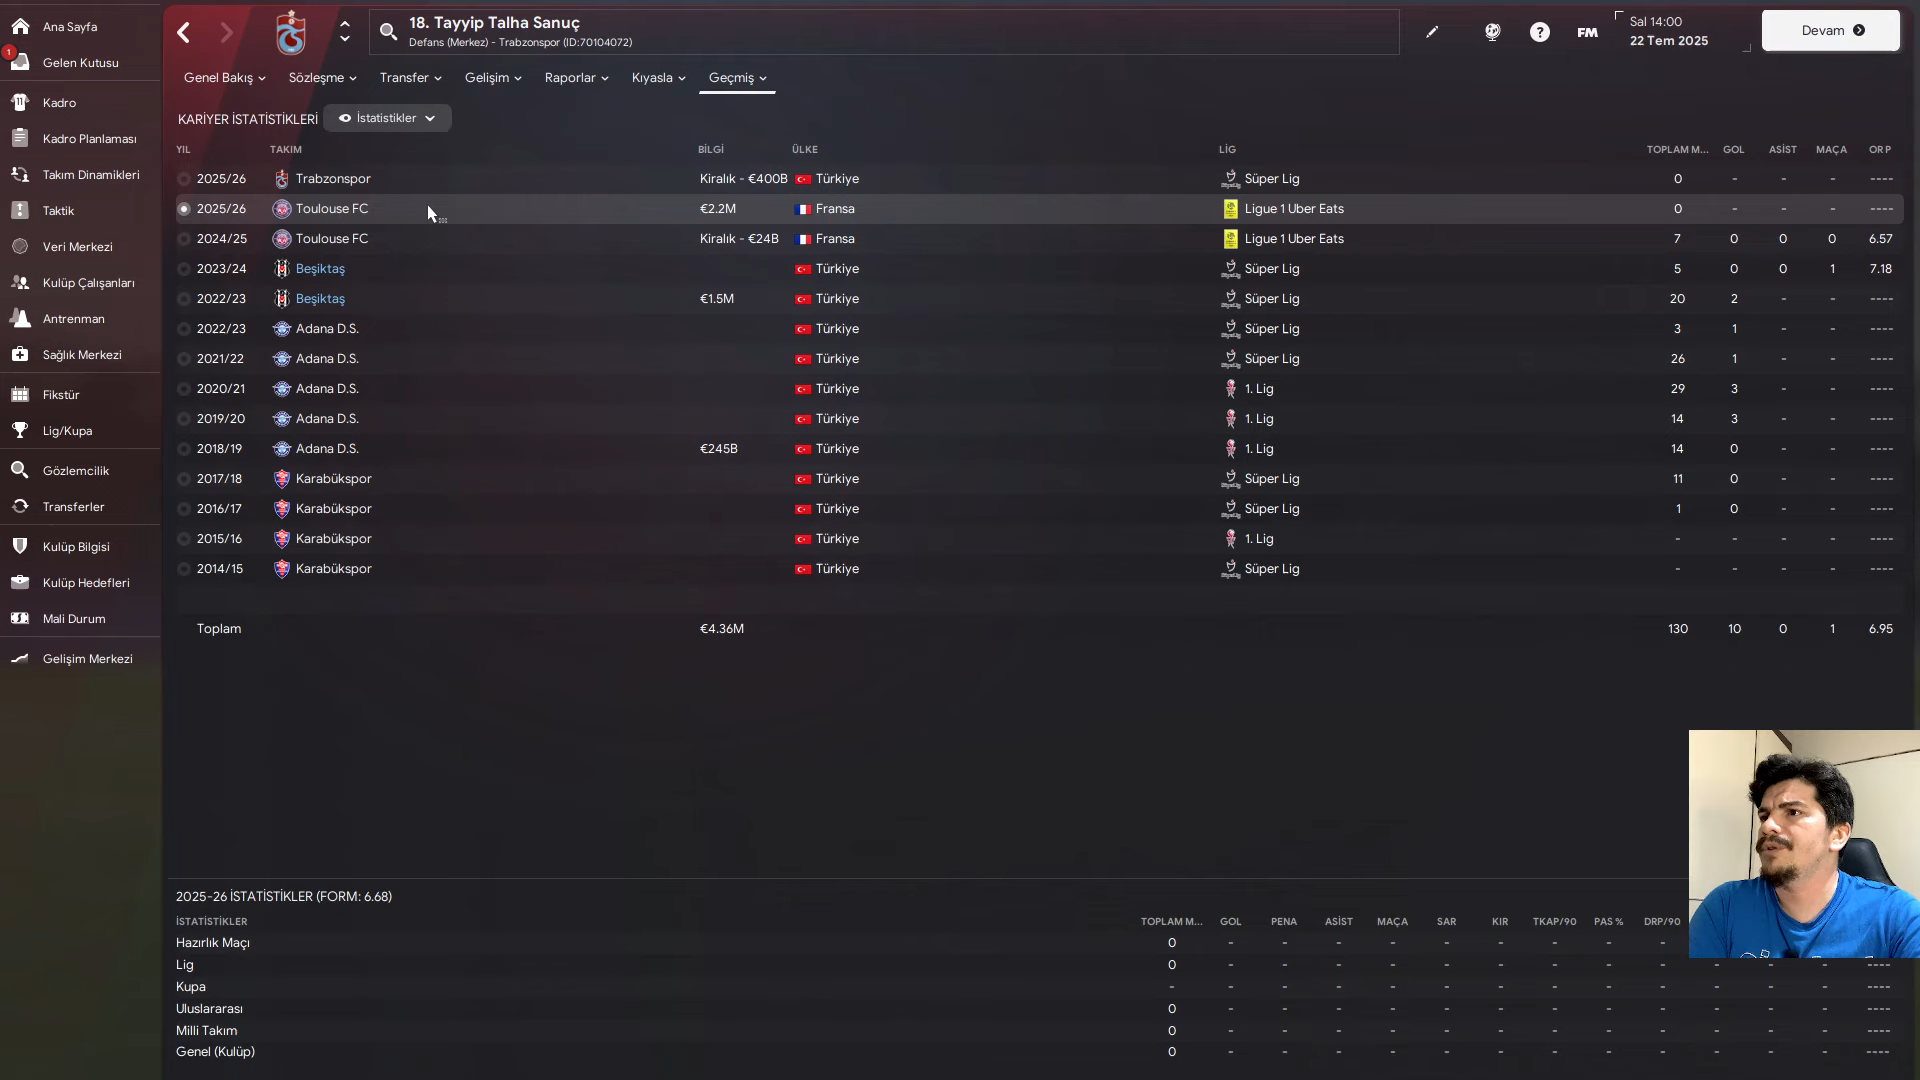 Ana Sayfa
1
Gelen Kutusu
Kadro
Kadro Planlaması
Takım Dinamikleri
Taktik
Veri Merkezi
Kulüp Çalışanları
Antrenman
Sağlık Merkezi
Fikstür
Lig/Kupa
Gözlemcilik
Transferler
Kulüp Bilgisi
Kulüp Hedefleri
Mali Durum
Gelişim Merkezi
18. Tayyip Talha Sanuç
Defans (Merkez) - Trabzonspor (ID:70104072)
FM
Sal 14:00
22 Tem 2025
Devam
Genel Bakış Sözleşme Transfer Gelişim Raporlar Kıyasla Geçmiş
KARİYER İSTATİSTİKLERİ İstatistikler
YIL TAKIM BİLGİ ÜLKE LİG TOPLAM M... GOL ASİST MAÇA OR P
2025/26 Trabzonspor Kiralık - €400B Türkiye Süper Lig 0 - - - ----
2025/26 Toulouse FC €2.2M Fransa Ligue 1 Uber Eats 0 - - - ----
2024/25 Toulouse FC Kiralık - €24B Fransa Ligue 1 Uber Eats 7 0 0 0 6.57
2023/24 Beşiktaş Türkiye Süper Lig 5 0 0 1 7.18
2022/23 Beşiktaş €1.5M Türkiye Süper Lig 20 2 - - ----
2022/23 Adana D.S. Türkiye Süper Lig 3 1 - - ----
2021/22 Adana D.S. Türkiye Süper Lig 26 1 - - ----
2020/21 Adana D.S. Türkiye 1. Lig 29 3 - - ----
2019/20 Adana D.S. Türkiye 1. Lig 14 3 - - ----
2018/19 Adana D.S. €245B Türkiye 1. Lig 14 0 - - ----
2017/18 Karabükspor Türkiye Süper Lig 11 0 - - ----
2016/17 Karabükspor Türkiye Süper Lig 1 0 - - ----
2015/16 Karabükspor Türkiye 1. Lig - - - - ----
2014/15 Karabükspor Türkiye Süper Lig - - - - ----
Toplam €4.36M 130 10 0 1 6.95
2025-26 İSTATİSTİKLER (FORM: 6.68)
İSTATİSTİKLER TOPLAM M... GOL PENA ASİST MAÇA SAR KIR TKAP/90 PAS % DRP/90
Hazırlık Maçı 0 - - - - - - - - -
Lig 0 - - - - - - - - - - - - ----
Kupa - - - - - - - - - - - - - ----
Uluslararası 0 - - - - - - - - - - - - ----
Milli Takım 0 - - - - - - - - - - - - ----
Genel (Kulüp) 0 - - - - - - - - - - - - ----